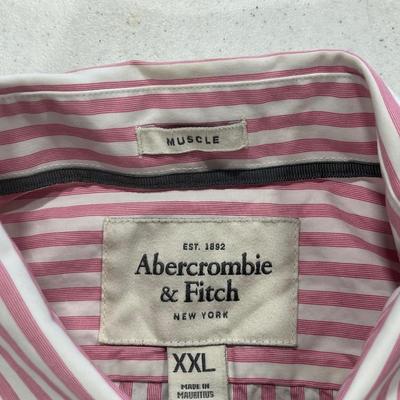 MUSCLE
EST. 1892
Abercrombie
& Fitch
NEW YORK
XXL
MADE IN
MAURITIUS